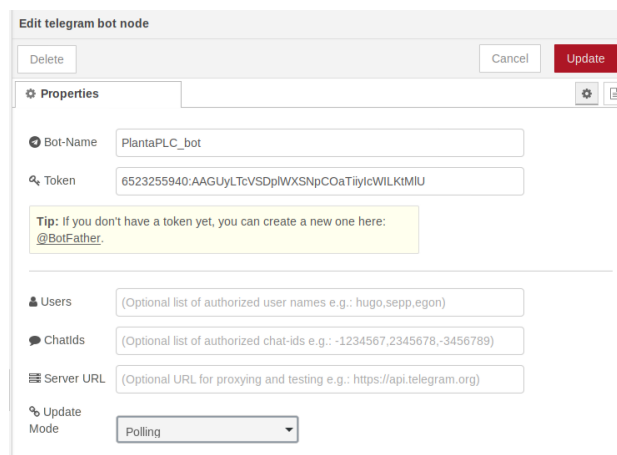 Edit telegram bot node
Delete
Cancel
Update
Properties
Bot-Name
PlantaPLC_bot
Token
6523255940:AAGUyLTcVSDplWXSNpCOaTiiyIcWILKtMlU
Tip: If you don't have a token yet, you can create a new one here:
@BotFather.
Users
(Optional list of authorized user names e.g.: hugo,sepp,egon)
ChatIds
(Optional list of authorized chat-ids e.g.: -1234567,2345678,-3456789)
Server URL
(Optional URL for proxying and testing e.g.: https://api.telegram.org)
Update
Mode
Polling